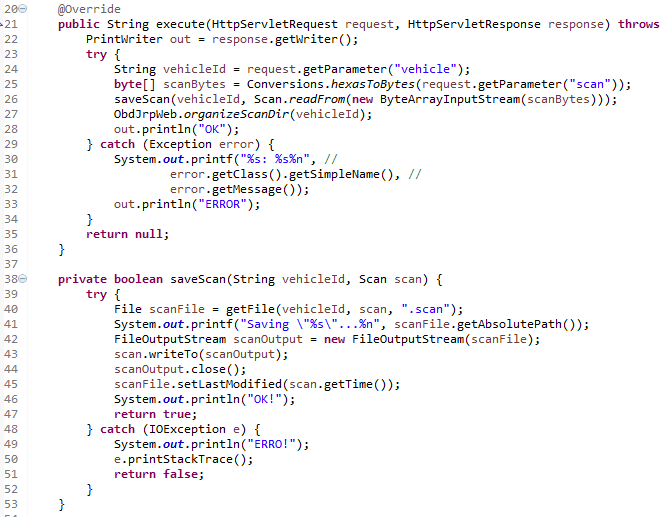 20 @Override
21 public String execute(HttpServletRequest request, HttpServletResponse response) throws
22 PrintWriter out = response.getWriter();
23 try {
24 String vehicleId = request.getParameter("vehicle");
25 byte[] scanBytes = Conversions.hexasToBytes(request.getParameter("scan"));
26 saveScan(vehicleId, Scan.readFrom(new ByteArrayInputStream(scanBytes)));
27 ObdJrpWeb.organizeScanDir(vehicleId);
28 out.println("OK");
29 } catch (Exception error) {
30 System.out.printf("%s: %s%n", //
31 error.getClass().getSimpleName(), //
32 error.getMessage());
33 out.println("ERROR");
34 }
35 return null;
36 }
37
38 private boolean saveScan(String vehicleId, Scan scan) {
39 try {
40 File scanFile = getFile(vehicleId, scan, ".scan");
41 System.out.printf("Saving \"%s\"...%n", scanFile.getAbsolutePath());
42 FileOutputStream scanOutput = new FileOutputStream(scanFile);
43 scan.writeTo(scanOutput);
44 scanOutput.close();
45 scanFile.setLastModified(scan.getTime());
46 System.out.println("OK!");
47 return true;
48 } catch (IOException e) {
49 System.out.println("ERRO!");
50 e.printStackTrace();
51 return false;
52 }
53 }